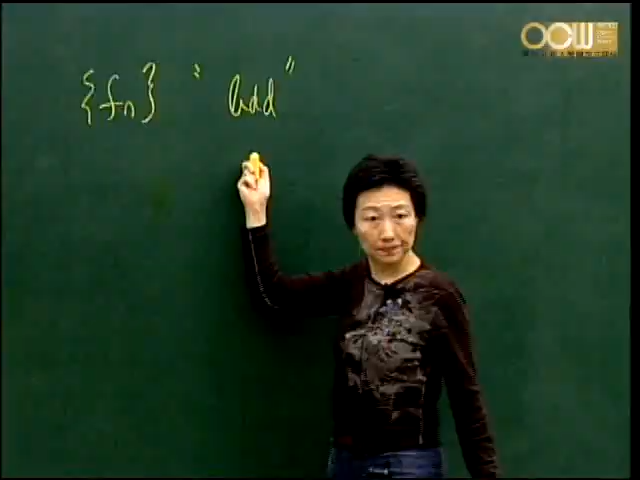 {fn} " bdd "
OCW